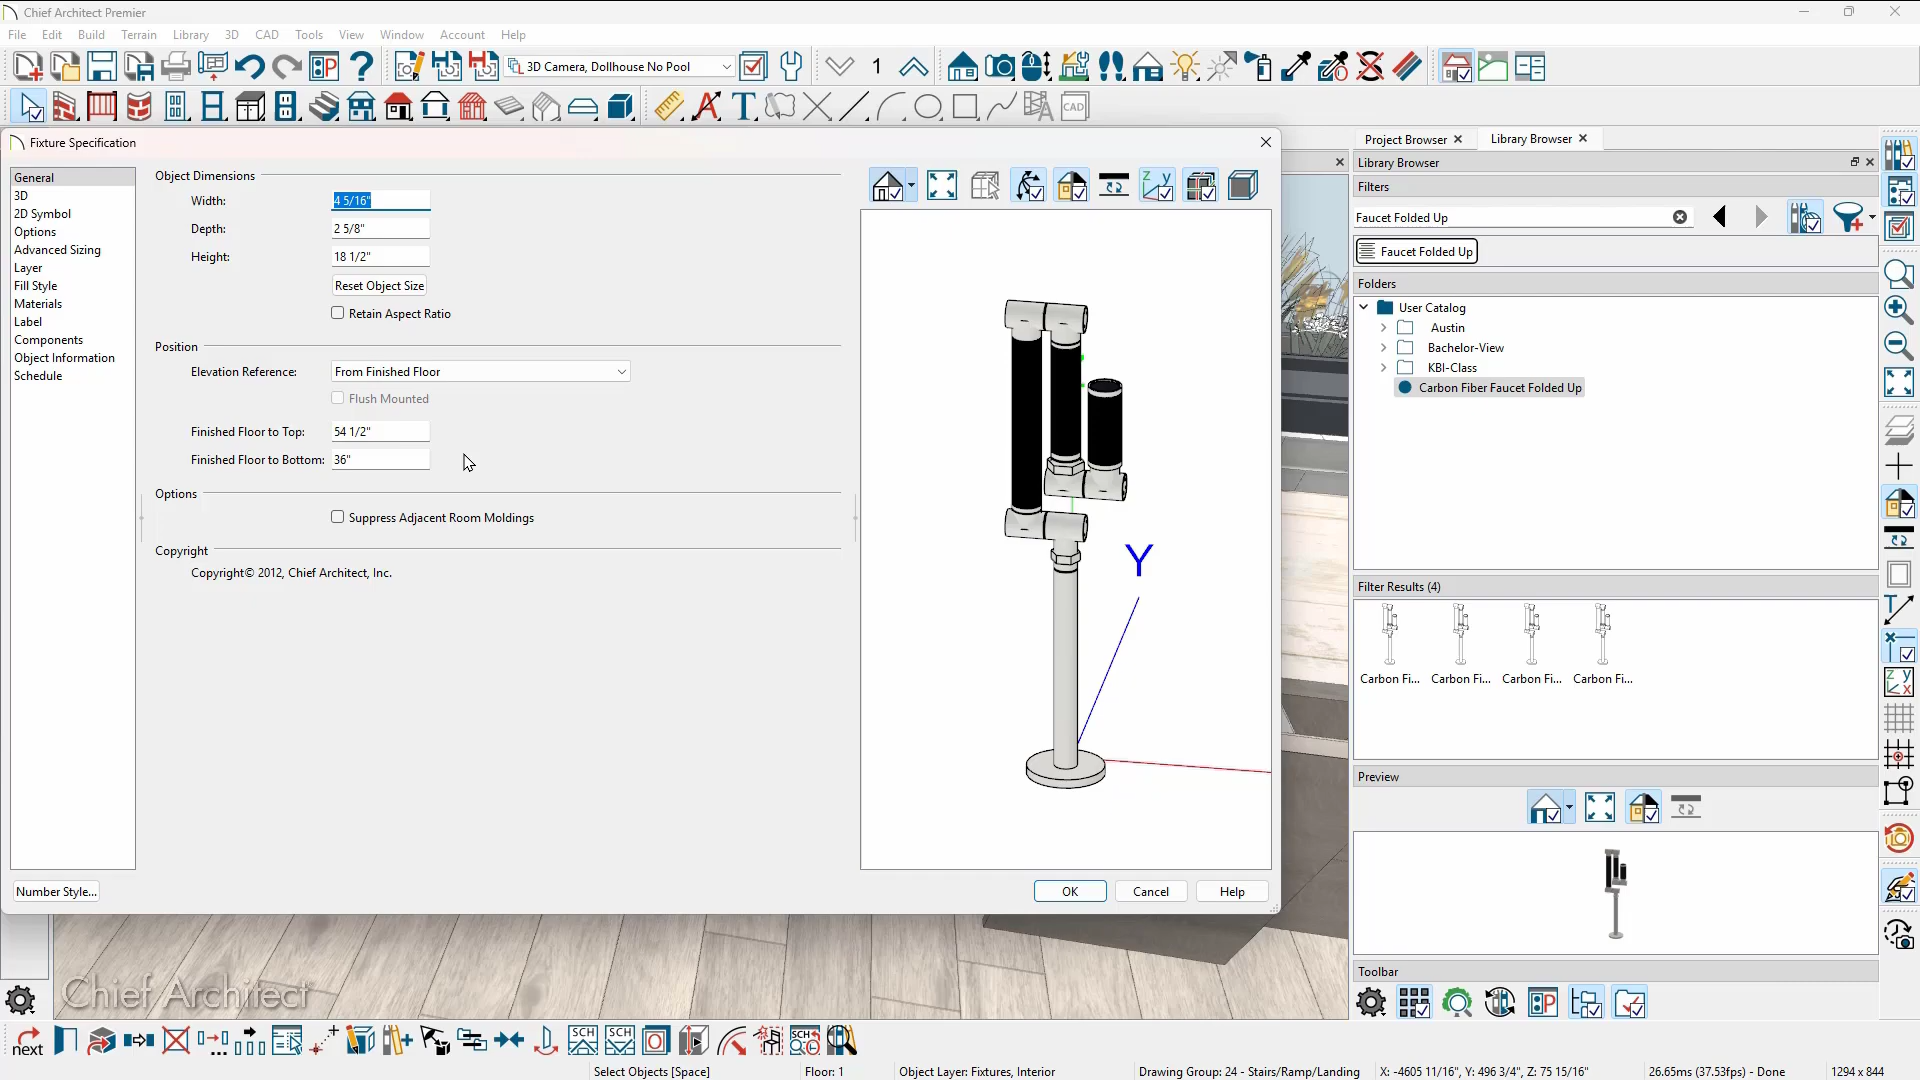 Chief Architect Premier
File Edit Build Terrain Library 3D CAD Tools View Window Account Help
3D Camera, Dollhouse No Pool
1
CAD
Fixture Specification
Project Browser
Library Browser
General
3D
2D Symbol
Options
Advanced Sizing
Layer
Fill Style
Materials
Label
Components
Object Information
Schedule
Number Style...
Object Dimensions
Width: 4 5/16"
Depth: 2 5/8"
Height: 18 1/2"
Reset Object Size
Retain Aspect Ratio
Position
Elevation Reference: From Finished Floor
Flush Mounted
Finished Floor to Top: 54 1/2"
Finished Floor to Bottom: 36"
Options
Suppress Adjacent Room Moldings
Copyright
Copyright© 2012, Chief Architect, Inc.
Y
OK Cancel Help
Library Browser
Filters
Faucet Folded Up
Faucet Folded Up
Folders
User Catalog
Austin
Bachelor-View
KBI-Class
Carbon Fiber Faucet Folded Up
Filter Results (4)
Carbon Fi... Carbon Fi... Carbon Fi... Carbon Fi...
Preview
Toolbar
Chief Architect
next
SCH
SCH
SCH
Select Objects [Space]
Floor: 1
Object Layer: Fixtures, Interior
Drawing Group: 24 - Stairs/Ramp/Landing
X: -4605 11/16", Y: 496 3/4", Z: 75 15/16"
26.65ms (37.53fps) - Done
1294 x 844